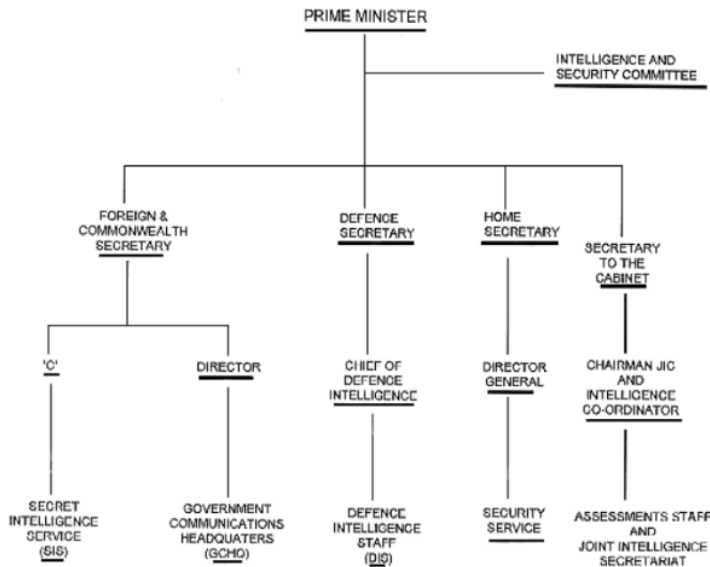 PRIME MINISTER
INTELLIGENCE AND
SECURITY COMMITTEE
FOREIGN &
COMMONWEALTH
SECRETARY
DEFENCE
SECRETARY
HOME
SECRETARY
SECRETARY
TO THE
CABINET
'C'
DIRECTOR
CHIEF OF
DEFENCE
INTELLIGENCE
DIRECTOR
GENERAL
CHAIRMAN JIC
AND
INTELLIGENCE
CO-ORDINATOR
SECRET
INTELLIGENCE
SERVICE
(SIS)
GOVERNMENT
COMMUNICATIONS
HEADQUATERS
(GCHQ)
DEFENCE
INTELLIGENCE
STAFF
(DIS)
SECURITY
SERVICE
ASSESSMENTS STAFF
AND
JOINT INTELLIGENCE
SECRETARIAT